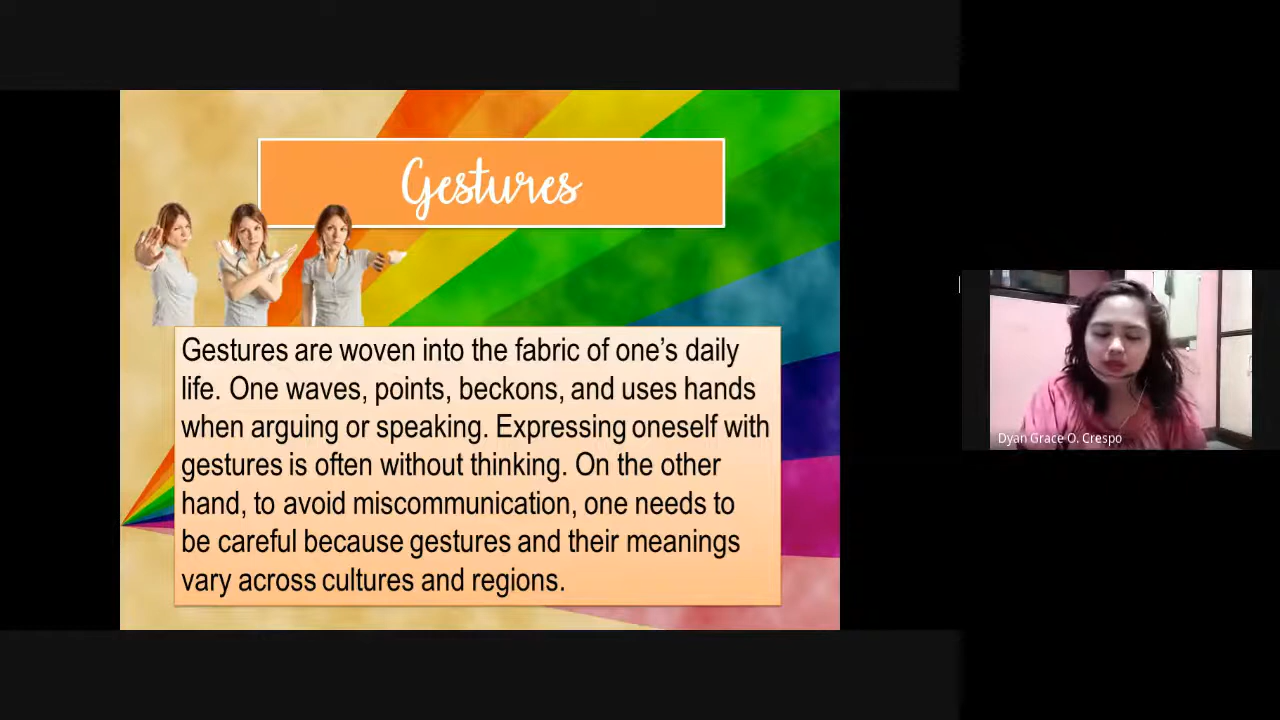 Gestures
Gestures are woven into the fabric of one's daily
life. One waves, points, beckons, and uses hands
when arguing or speaking. Expressing oneself with
gestures is often without thinking. On the other
hand, to avoid miscommunication, one needs to
be careful because gestures and their meanings
vary across cultures and regions.
Dyan Grace O. Crespo